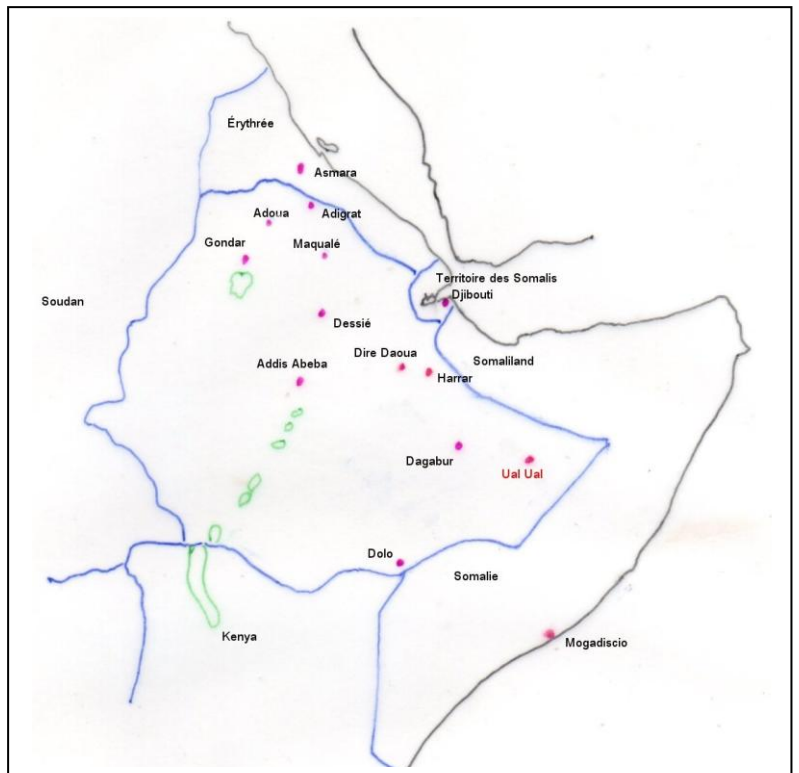 Érythrée
Asmara
Adoua
Adigrat
Gondar
Maqualé
Soudan
Territoire des Somalis
Djibouti
Dessié
Dire Daoua
Somaliland
Addis Abeba
Harrar
Dagabur
Ual Ual
Dolo
Somalie
Kenya
Mogadiscio